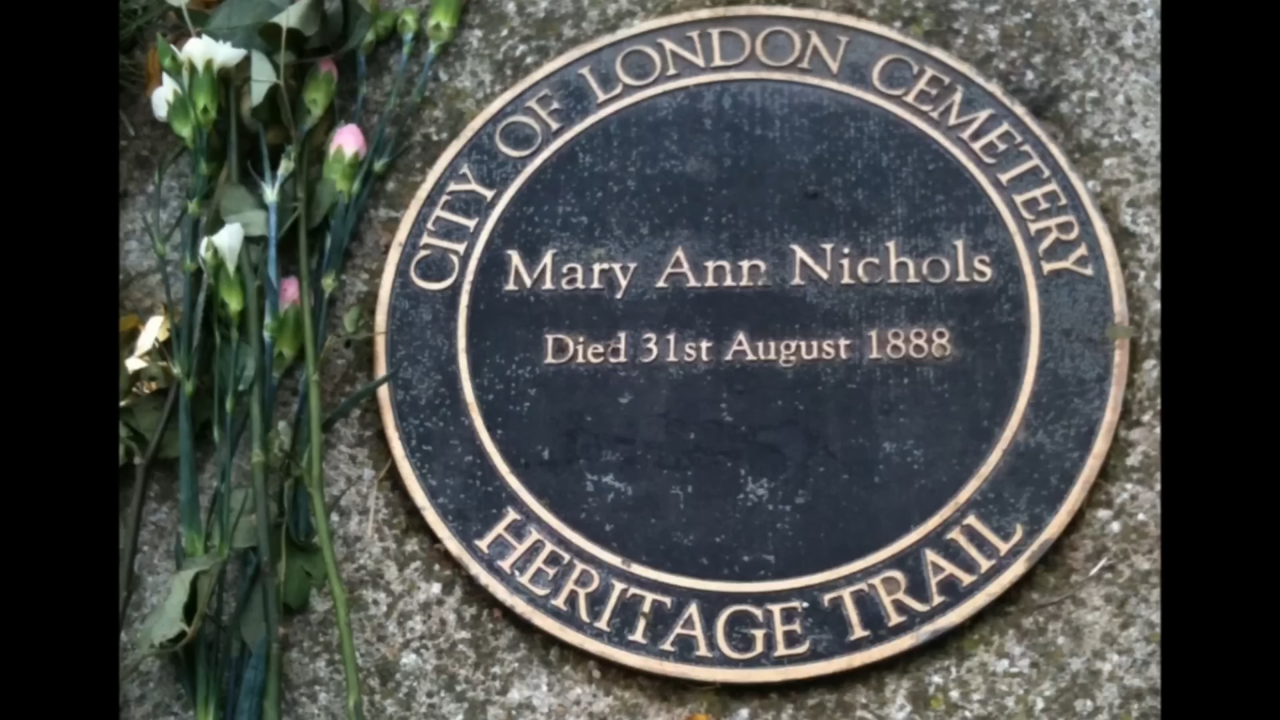 CITY OF LONDON CEMETERY
Mary Ann Nichols
Died 31st August 1888
HERITAGE TRAIL